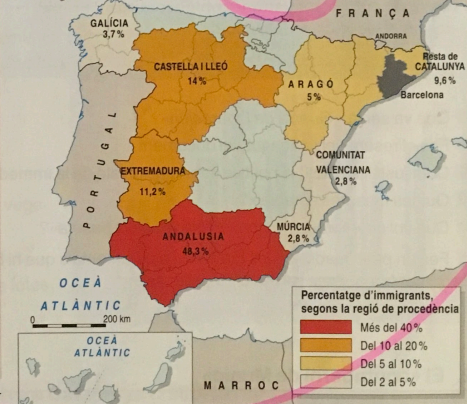 FRANÇA
GALÍCIA
3,7%
ANDORRA
CASTELLA I LLEÓ
14%
ARAGÓ
5%
Resta de
CATALUNYA
9,6%
Barcelona
PORTUGAL
EXTREMADURA
11,2%
COMUNITAT
VALENCIANA
2,8%
ANDALUSIA
48,3%
MÚRCIA
2,8%
OCEÀ
ATLÀNTIC
0 200 km
OCEÀ
ATLÀNTIC
MARROC
Percentatge d'immigrants,
segons la regió de procedència
Més del 40%
Del 10 al 20%
Del 5 al 10%
Del 2 al 5%